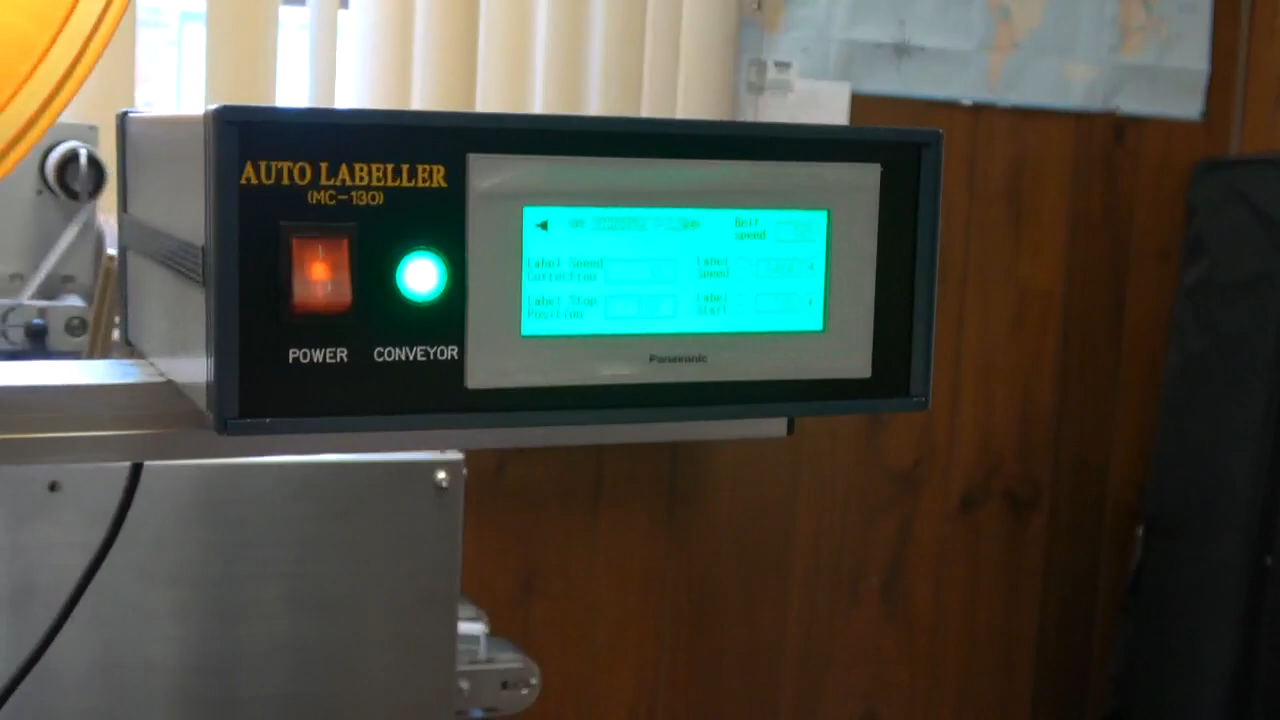 AUTO LABELLER
(MC-130)
POWER
CONVEYOR
Belt
speed
Label Speed
Correction
Label
Speed
Label Stop
Position
Label
Start
Panasonic